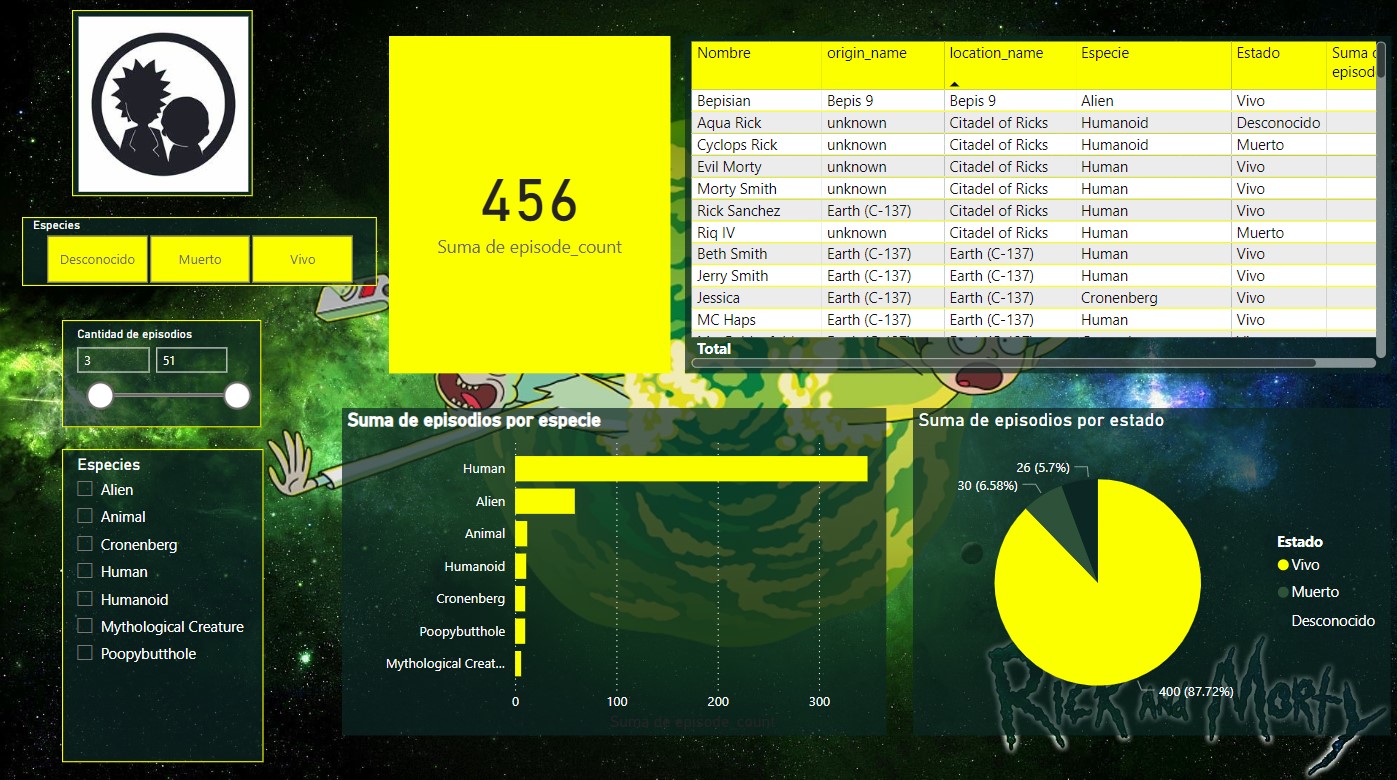 Especies
Desconocido Muerto Vivo
Cantidad de episodios
3 51
Especies
Alien
Animal
Cronenberg
Human
Humanoid
Mythological Creature
Poopybutthole
456
Suma de episode_count
Nombre origin_name location_name Especie Estado Suma
episod
Bepisian Bepis 9 Bepis 9 Alien Vivo
Aqua Rick unknown Citadel of Ricks Humanoid Desconocido
Cyclops Rick unknown Citadel of Ricks Humanoid Muerto
Evil Morty unknown Citadel of Ricks Human Vivo
Morty Smith unknown Citadel of Ricks Human Vivo
Rick Sanchez Earth (C-137) Citadel of Ricks Human Vivo
Riq IV unknown Citadel of Ricks Human Muerto
Beth Smith Earth (C-137) Earth (C-137) Human Vivo
Jerry Smith Earth (C-137) Earth (C-137) Human Vivo
Jessica Earth (C-137) Earth (C-137) Cronenberg Vivo
MC Haps Earth (C-137) Earth (C-137) Human Vivo
Total
Suma de episodios por especie
Human
Alien
Animal
Humanoid
Cronenberg
Poopybutthole
Mythological Creat...
0 100 200 300
Suma de episode_count
Suma de episodios por estado
26 (5.7%)
30 (6.58%)
400 (87.72%)
Estado
Vivo
Muerto
Desconocido
Rick and Morty